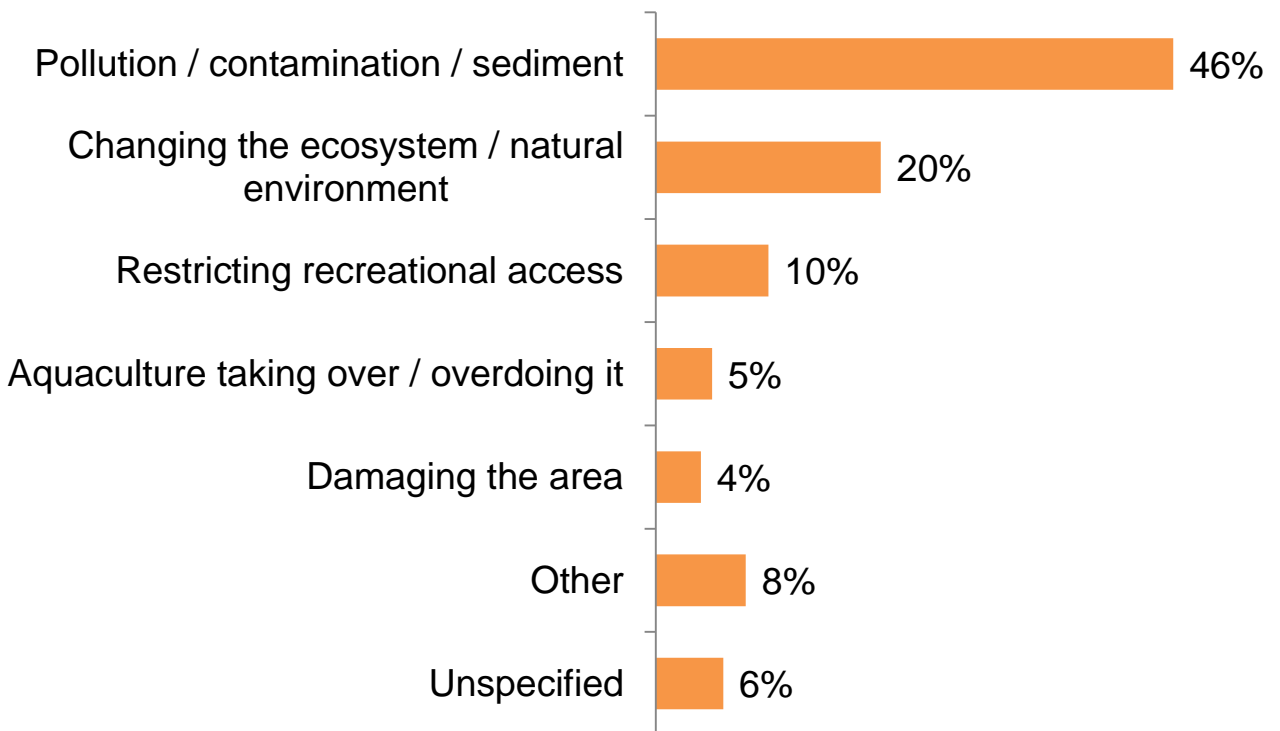 Pollution / contamination / sediment 46%
Changing the ecosystem / natural
environment 20%
Restricting recreational access 10%
Aquaculture taking over / overdoing it 5%
Damaging the area 4%
Other 8%
Unspecified 6%